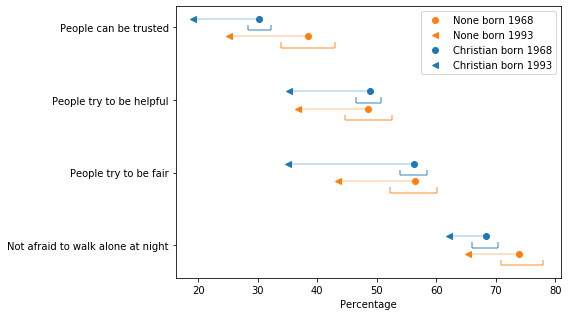 People can be trusted
People try to be helpful
People try to be fair
Not afraid to walk alone at night
None born 1968
None born 1993
Christian born 1968
Christian born 1993
20 30 40 50 60 70 80
Percentage